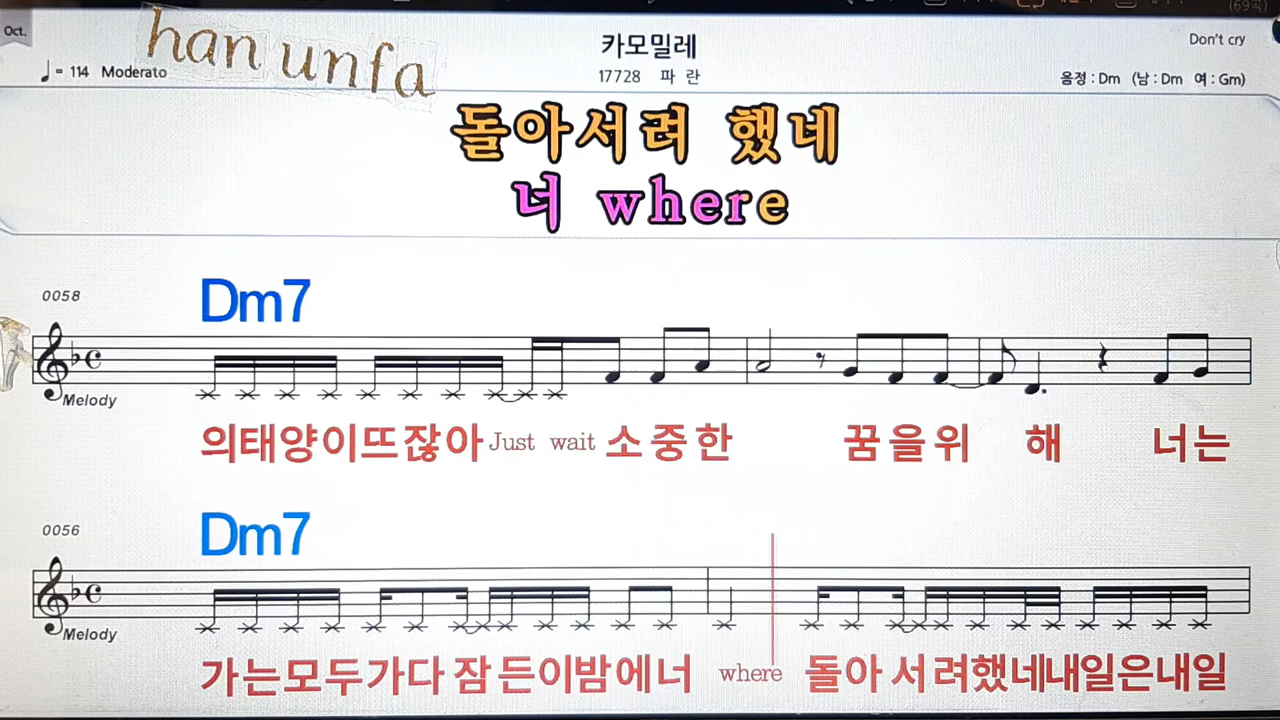 (69곡)
Oct.
han unfa
♩= 114 Moderato
카모밀레
17728 파 란
Don't cry
음정 : Dm (남 : Dm 여 : Gm)
돌아서려 했네
너 where
0058
Dm7
Melody
의태양이뜨잖아 Just wait 소중한 꿈을위 해 너는
0056
Dm7
Melody
가는모두가다 잠든이밤에너 where 돌아 서려했네내일은내일